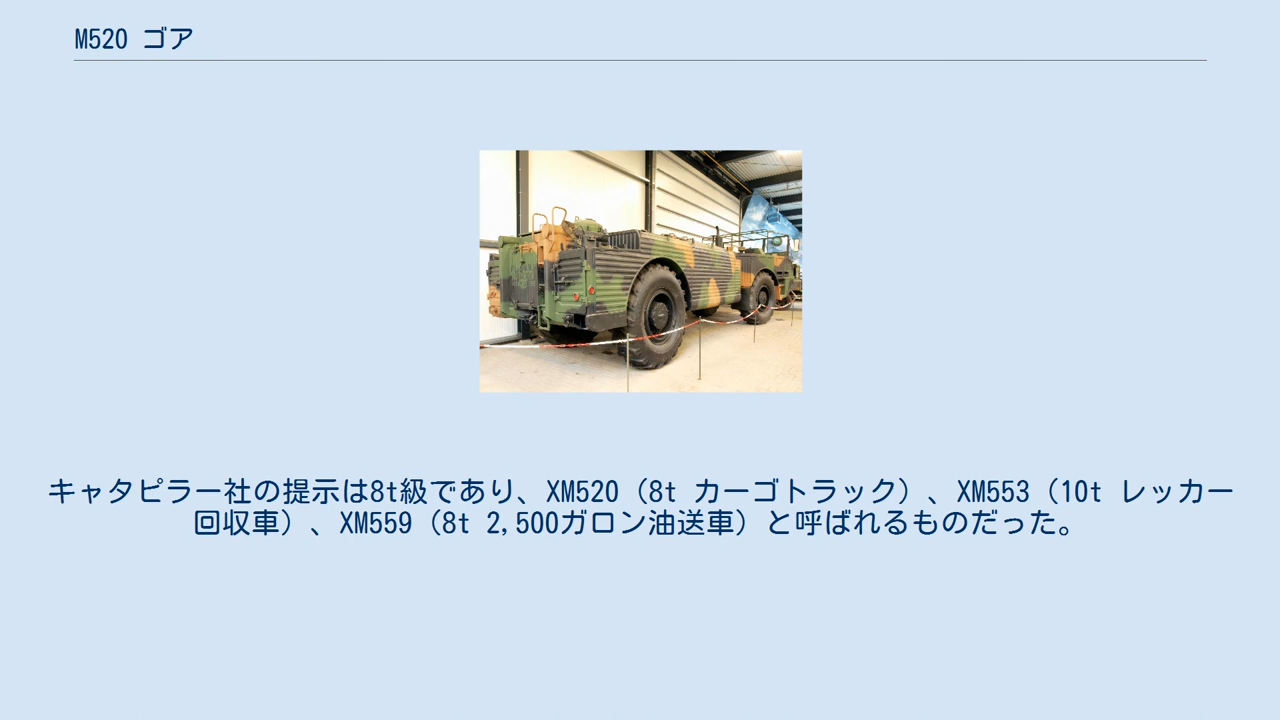 M520 ゴア
キャタピラー社の提示は8t級であり、XM520（8t カーゴトラック）、XM553（10t レッカー
回収車）、XM559（8t 2,500ガロン油送車）と呼ばれるものだった。